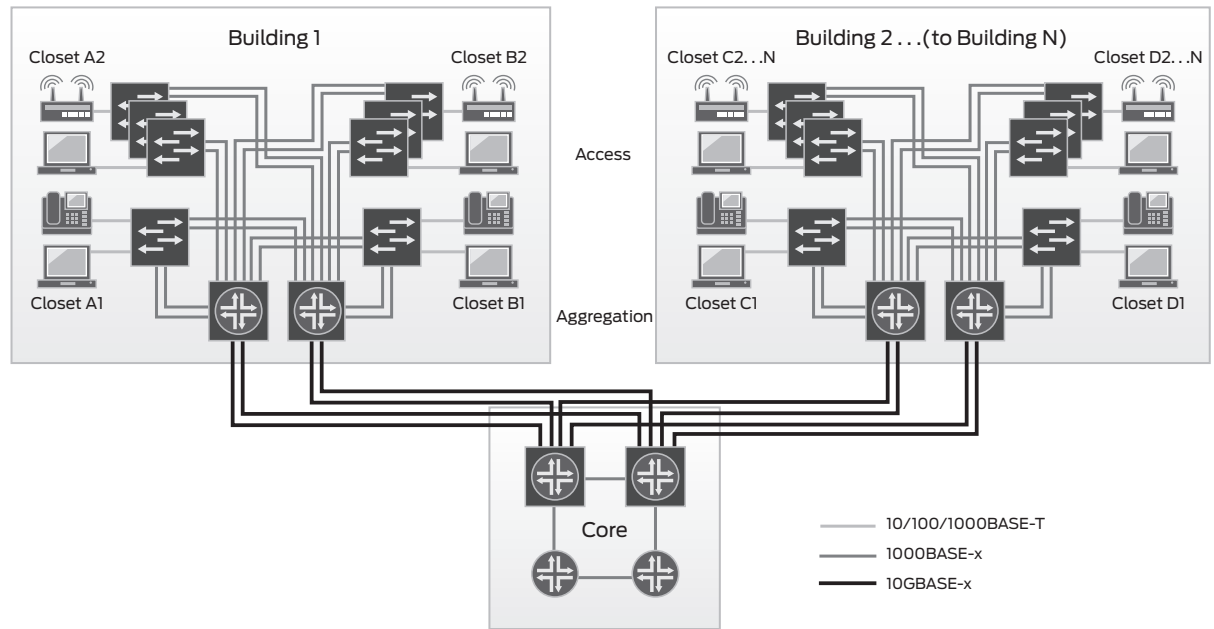 Building 1
Building 2 . . .(to Building N)
Closet A2
Closet B2
Closet C2. . .N
Closet D2. . .N
Access
Closet A1
Closet B1
Aggregation
Closet C1
Closet D1
Core
10/100/1000BASE-T
1000BASE-x
10GBASE-x